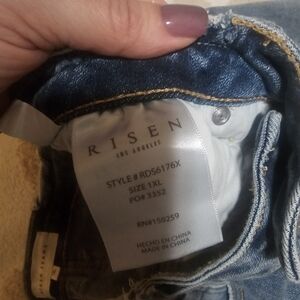 RISEN
LOS ANGELES
STYLE# RDS6176X
SIZE 1XL
PO# 3352
RN#150259
HECHO EN CHINA
MADE IN CHINA